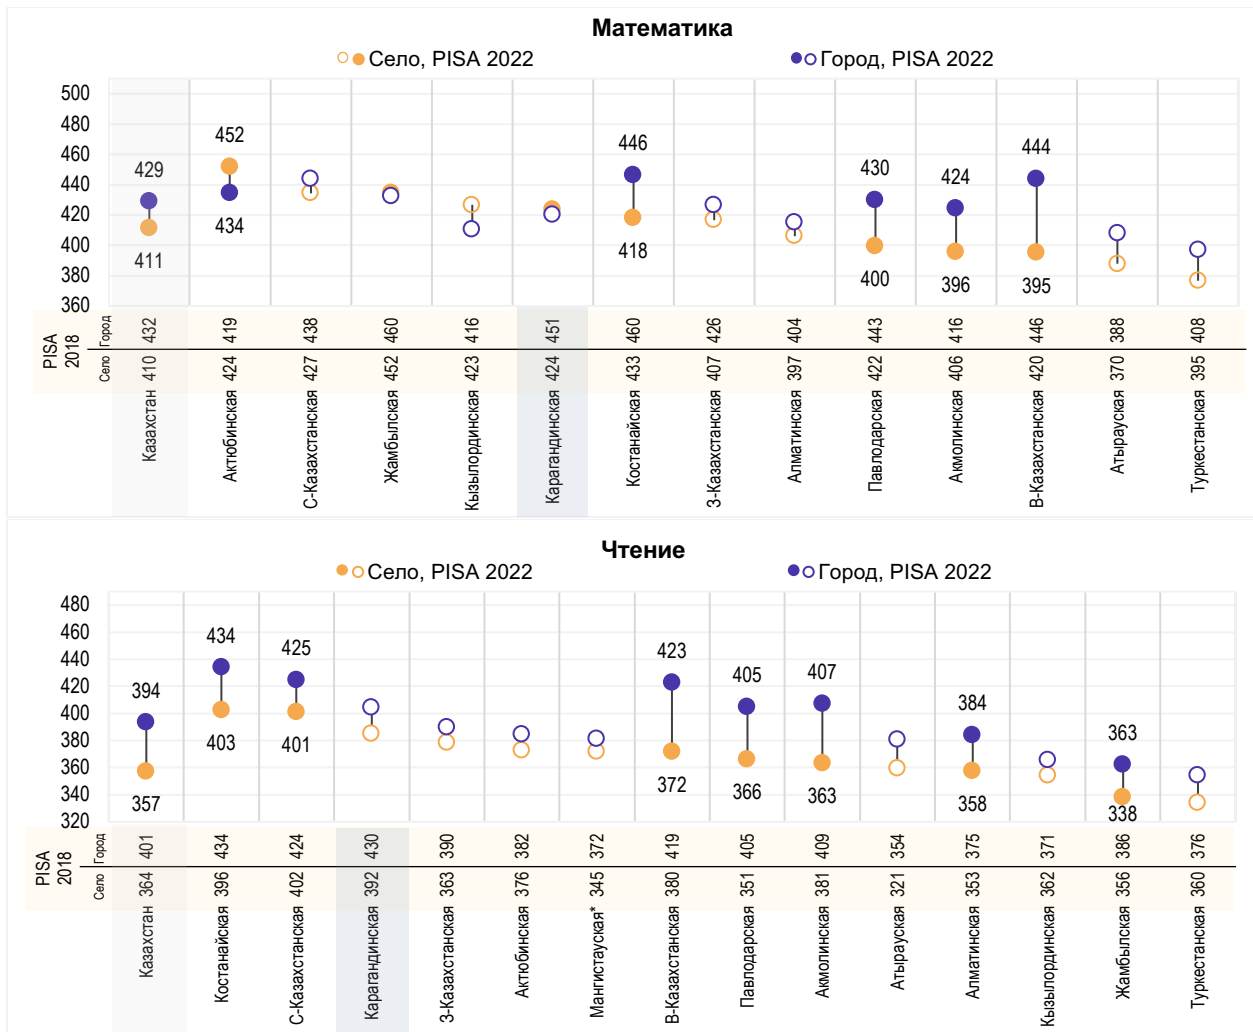 Математика
Село, PISA 2022
Город, PISA 2022
500
480
460
440
420
400
380
360
429
411
452
434
446
418
430
400
424
396
444
395
PISA 2018
Город 432 419 438 460 416 451 460 426 404 443 416 446 388 408
Село 410 424 427 452 423 424 433 407 397 422 406 420 370 395
Казахстан
Актюбинская
С-Казахстанская
Жамбылская
Кызылординская
Карагандинская
Костанайская
З-Казахстанская
Алматинская
Павлодарская
Акмолинская
В-Казахстанская
Атырауская
Туркестанская
Чтение
Село, PISA 2022
Город, PISA 2022
480
460
440
420
400
380
360
340
320
394
357
434
403
425
401
423
372
405
366
407
363
384
358
363
338
PISA 2018
Город 401 434 424 430 390 382 372 419 405 409 354 375 371 386 376
Село 364 396 402 392 363 376 345 380 351 381 321 353 362 356 360
Казахстан
Костанайская
С-Казахстанская
Карагандинская
З-Казахстанская
Актюбинская
Мангистауская*
В-Казахстанская
Павлодарская
Акмолинская
Атырауская
Алматинская
Кызылординская
Жамбылская
Туркестанская